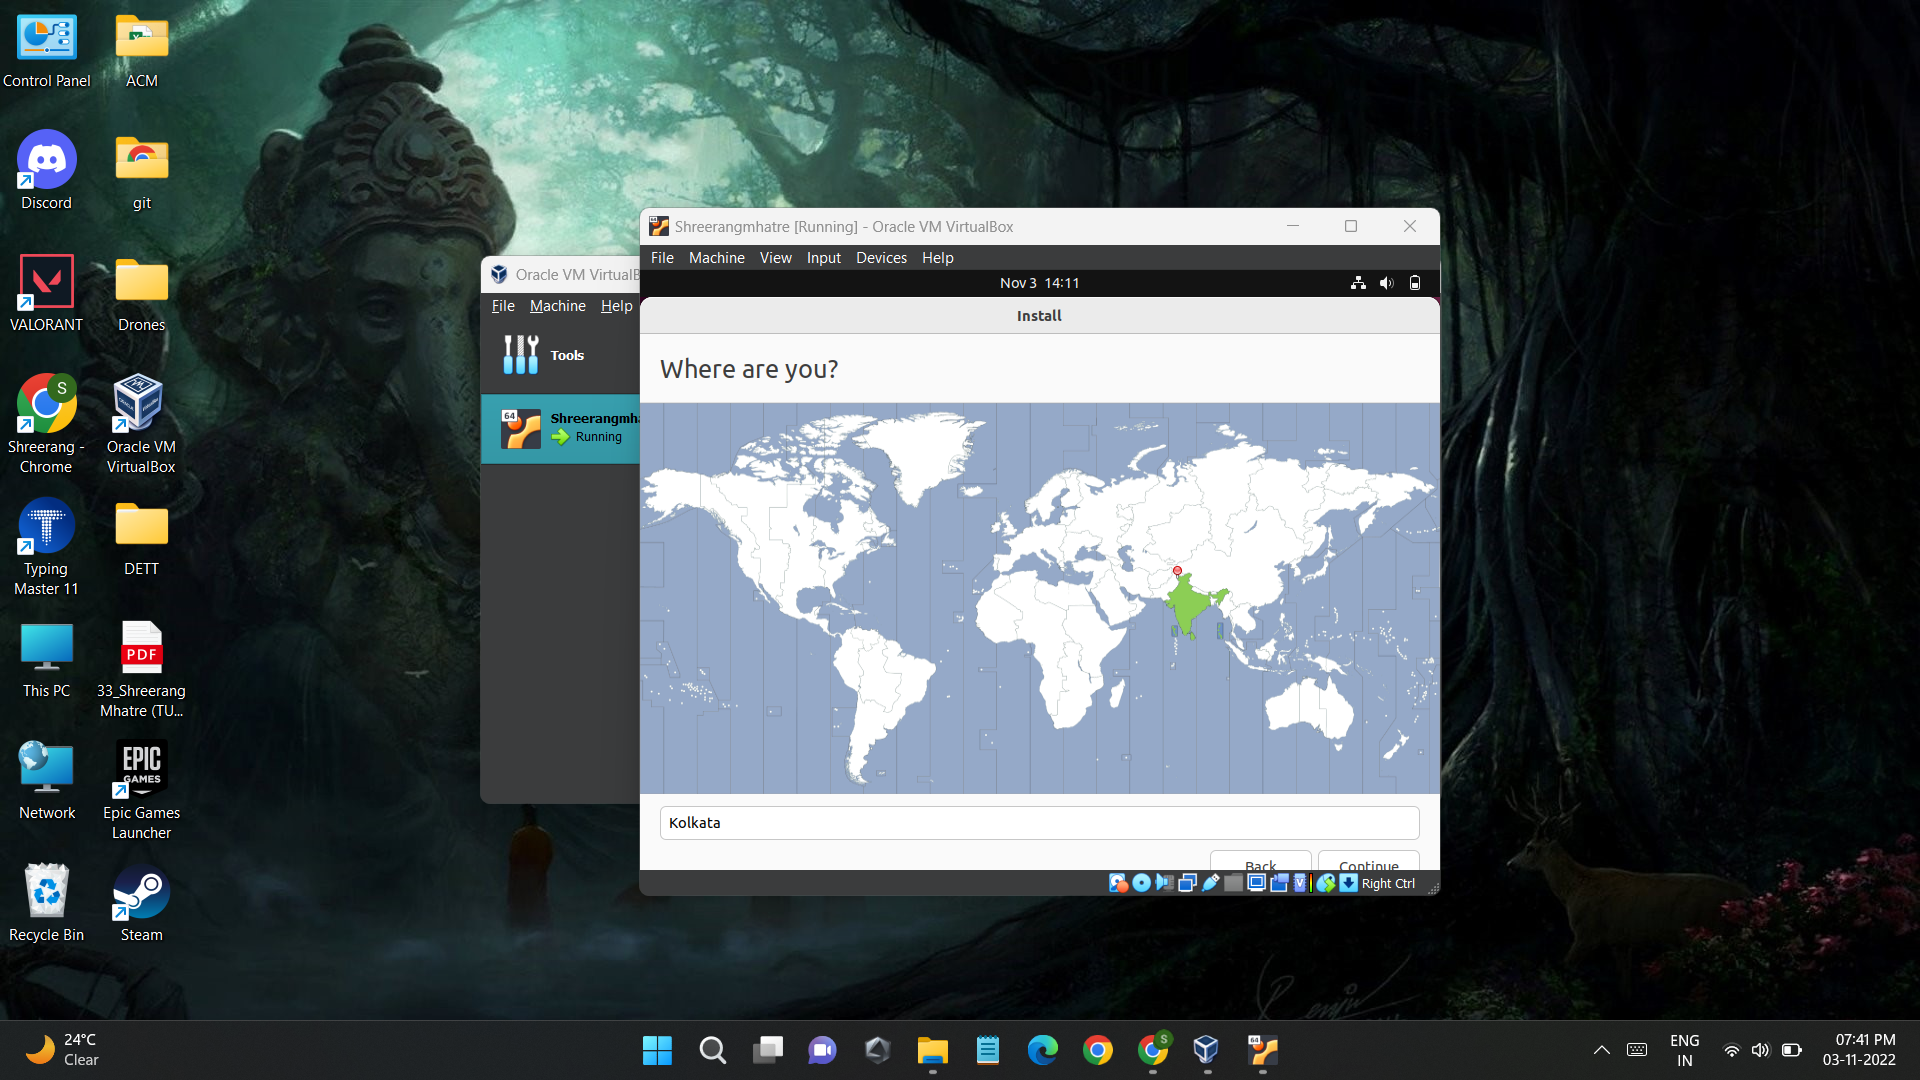 Control Panel
ACM
Discord
git
VALORANT
Drones
S
Shreerang -
Chrome
Oracle VM
VirtualBox
Typing
Master 11
DETT
This PC
PDF
33_Shreerang
Mhatre (TU...
Network
EPIC
GAMES
Epic Games
Launcher
Recycle Bin
Steam
Oracle VM VirtualB
File Machine Help
Tools
64
Shreerangmha
Running
Shreerangmhatre [Running] - Oracle VM VirtualBox
File Machine View Input Devices Help
Nov 3 14:11
Install
Where are you?
Kolkata
Back Continue
Right Ctrl
24°C
Clear
S
64
ENG
IN
07:41 PM
03-11-2022